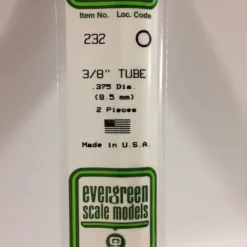 Item No. Loc. Code
232
3/8" TUBE
.375 Dia.
(9.5 mm)
2 Pieces
Made in U.S.A.
evergreen
scale models